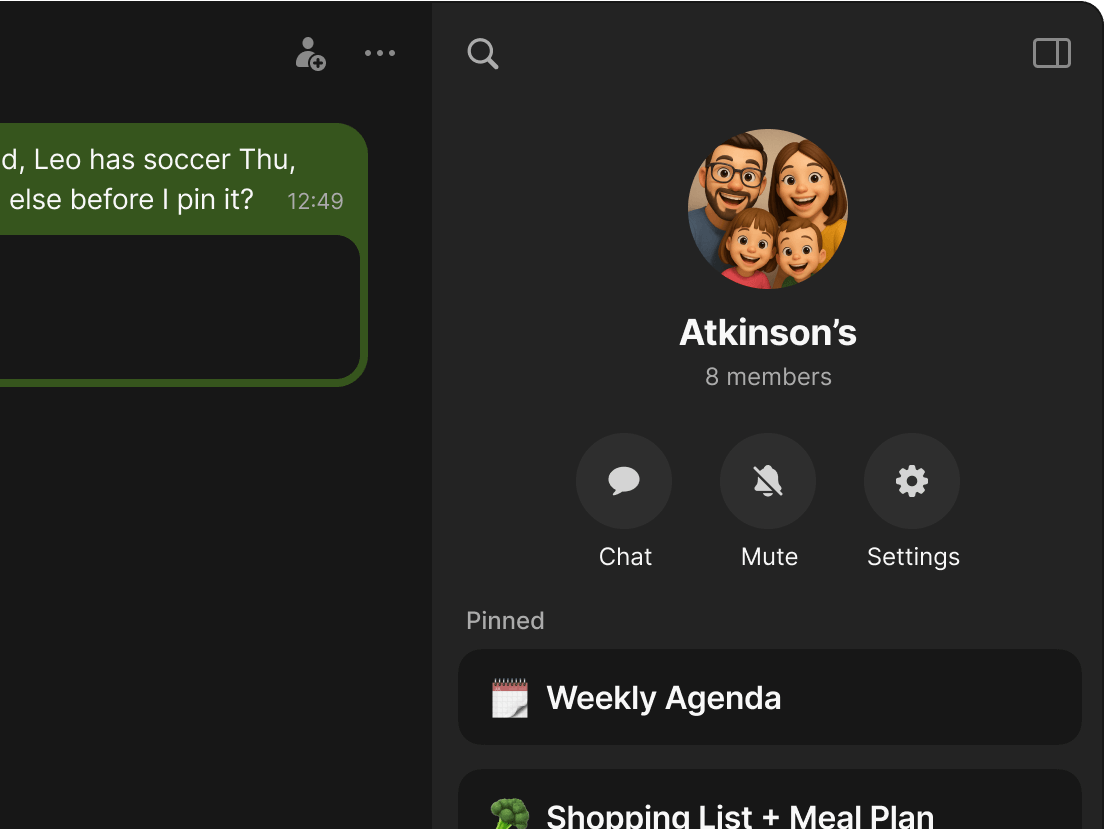 d, Leo has soccer Thu,
else before I pin it? 12:49
Atkinson’s
8 members
Chat Mute Settings
Pinned
Weekly Agenda
Shopping List + Meal Plan